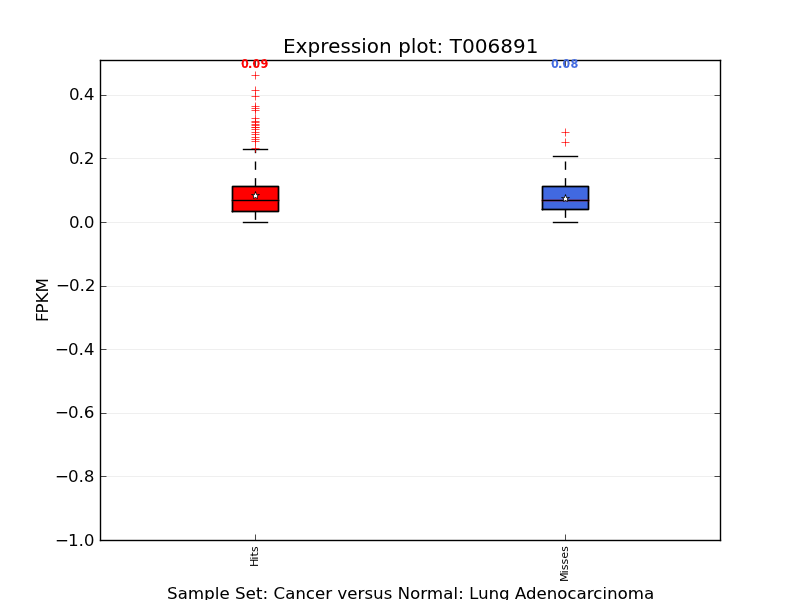 Expression plot: T006891
0.09 0.08
0.4
0.2
0.0
−0.2
−0.4
−0.6
−0.8
−1.0
FPKM
Hits Misses
Sample Set: Cancer versus Normal: Lung Adenocarcinoma